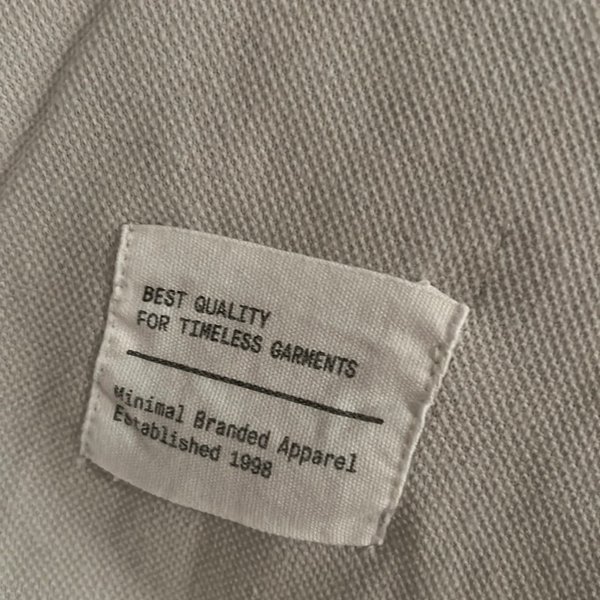 BEST QUALITY
FOR TIMELESS GARMENTS
Minimal Branded Apparel
Established 1998